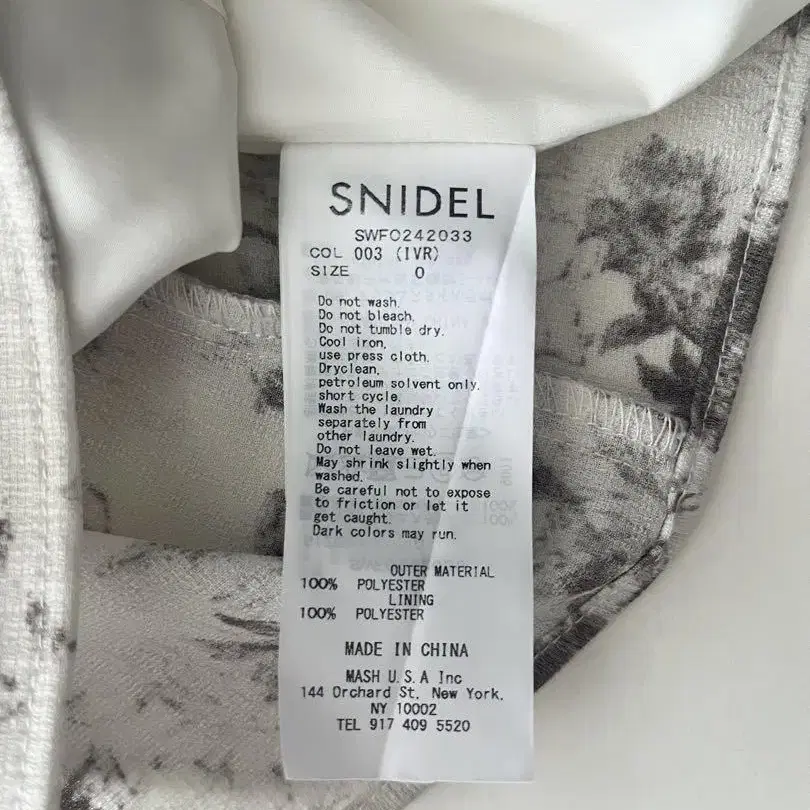 SNIDEL
SWFO242033
COL 003 (IVR)
SIZE 0
Do not wash.
Do not bleach.
Do not tumble dry.
Cool iron,
use press cloth.
Dryclean,
petroleum solvent only,
short cycle.
Wash the laundry
separately from
other laundry.
Do not leave wet.
May shrink slightly when
washed.
Be careful not to expose
to friction or let it
get caught.
Dark colors may run.
OUTER MATERIAL
100% POLYESTER
LINING
100% POLYESTER
MADE IN CHINA
MASH U.S.A Inc
144 Orchard St, New York,
NY 10002
TEL 917 409 5520